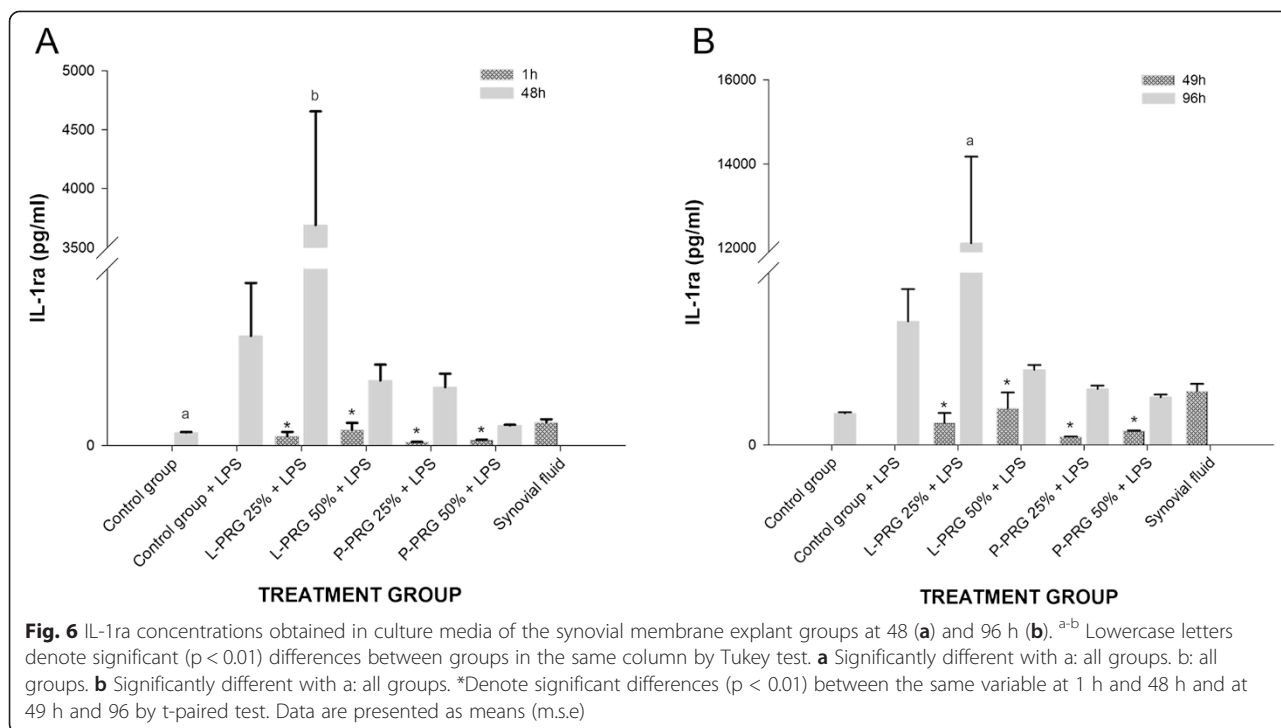 A
5000
4500
4000
3500
0
IL-1ra (pg/ml)
1h
48h
b
a
*
*
*
*
Control group
Control group + LPS
L-PRG 25% + LPS
L-PRG 50% + LPS
P-PRG 25% + LPS
P-PRG 50% + LPS
Synovial fluid
TREATMENT GROUP
B
16000
14000
12000
0
IL-1ra (pg/ml)
49h
96h
a
*
*
*
*
Control group
Control group + LPS
L-PRG 25% + LPS
L-PRG 50% + LPS
P-PRG 25% + LPS
P-PRG 50% + LPS
Synovial fluid
TREATMENT GROUP
Fig. 6 IL-1ra concentrations obtained in culture media of the synovial membrane explant groups at 48 (a) and 96 h (b). a-b Lowercase letters
denote significant (p < 0.01) differences between groups in the same column by Tukey test. a Significantly different with a: all groups. b: all
groups. b Significantly different with a: all groups. *Denote significant differences (p < 0.01) between the same variable at 1 h and 48 h and at
49 h and 96 by t-paired test. Data are presented as means (m.s.e)